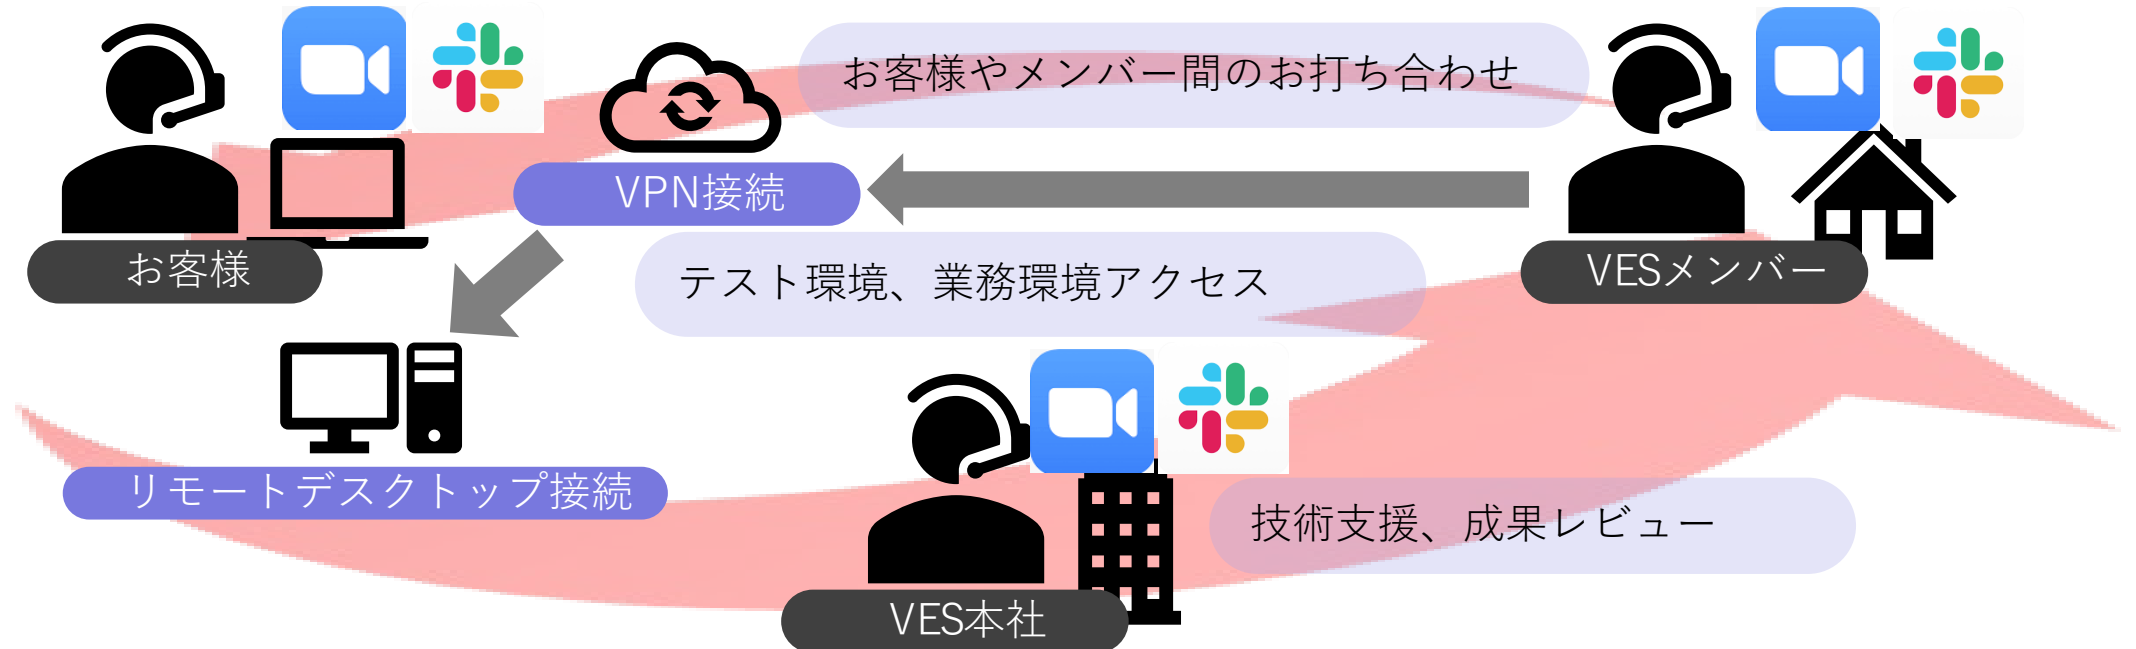 お客様やメンバー間のお打ち合わせ
VPN接続
お客様
テスト環境、業務環境アクセス
VESメンバー
リモートデスクトップ接続
技術支援、成果レビュー
VES本社